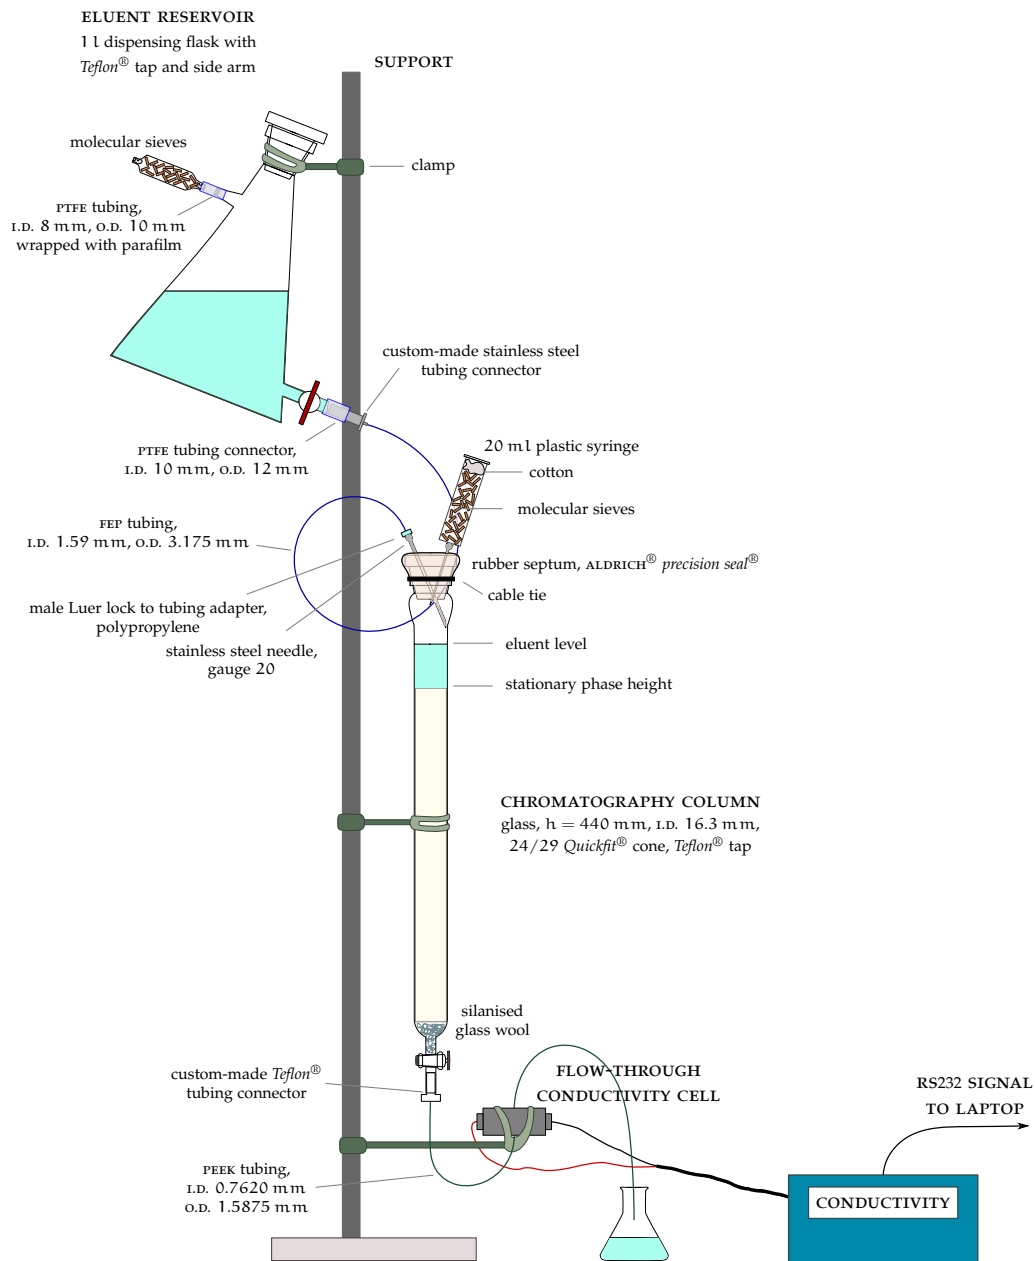 ELUENT RESERVOIR
1 l dispensing flask with
Teflon® tap and side arm
SUPPORT
molecular sieves
clamp
PTFE tubing,
I.D. 8 mm, O.D. 10 mm
wrapped with parafilm
custom-made stainless steel
tubing connector
PTFE tubing connector,
I.D. 10 mm, O.D. 12 mm
20 ml plastic syringe
cotton
molecular sieves
FEP tubing,
I.D. 1.59 mm, O.D. 3.175 mm
rubber septum, ALDRICH® precision seal®
cable tie
male Luer lock to tubing adapter,
polypropylene
stainless steel needle,
gauge 20
eluent level
stationary phase height
CHROMATOGRAPHY COLUMN
glass, h = 440 mm, I.D. 16.3 mm,
24/29 Quickfit® cone, Teflon® tap
silanised
glass wool
custom-made Teflon®
tubing connector
FLOW-THROUGH
CONDUCTIVITY CELL
RS232 SIGNAL
TO LAPTOP
PEEK tubing,
I.D. 0.7620 mm
O.D. 1.5875 mm
CONDUCTIVITY